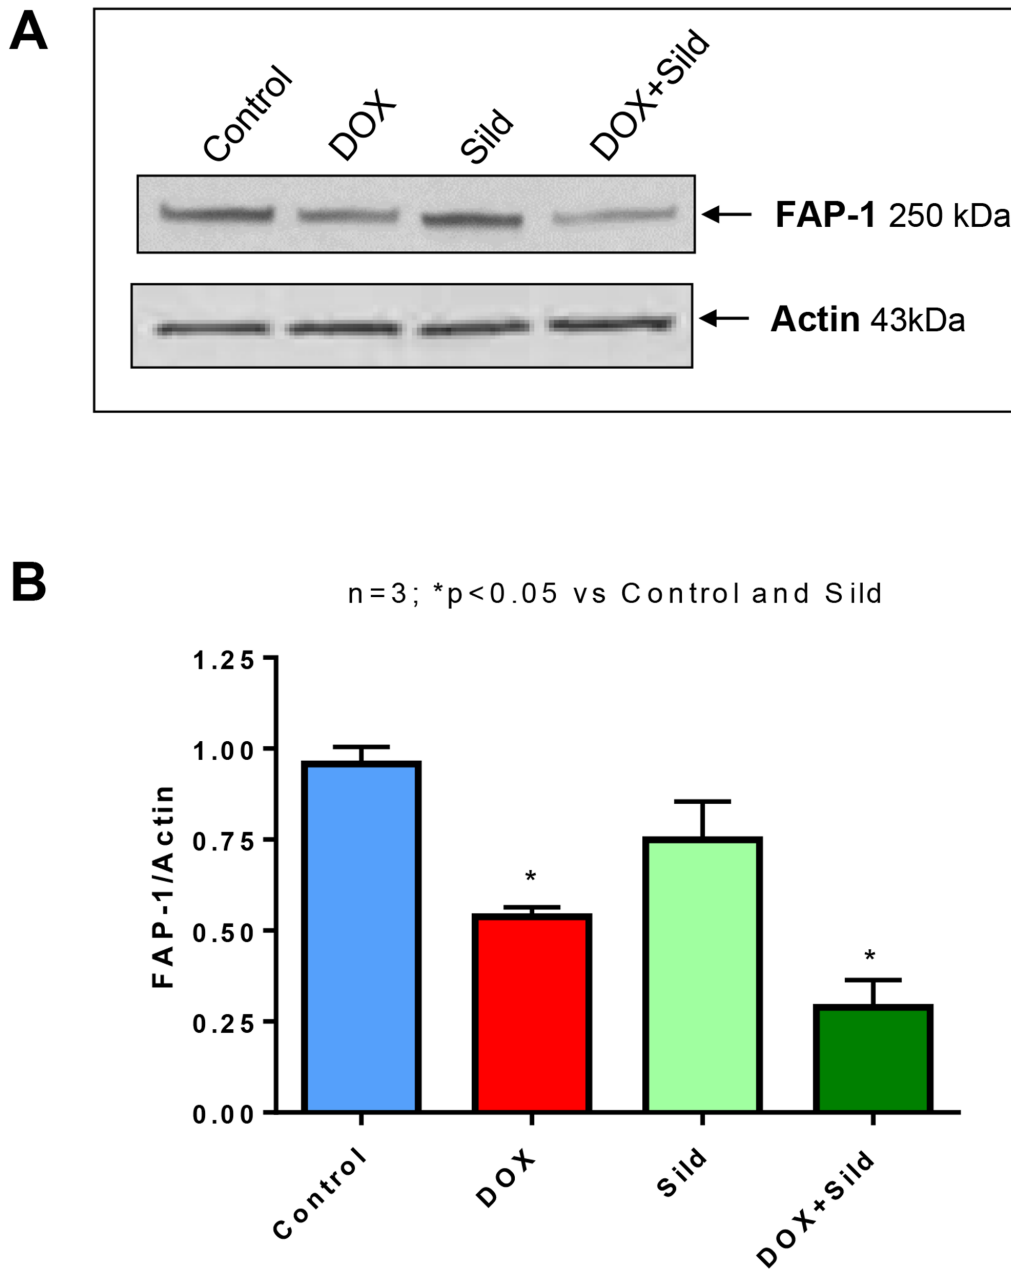 A
Control DOX Sild DOX+Sild
FAP-1 250 kDa
Actin 43kDa
B
n=3; *p<0.05 vs Control and Sild
1.25
1.00
0.75
0.50
0.25
0.00
FAP-1/Actin
*
*
Control DOX Sild DOX+Sild